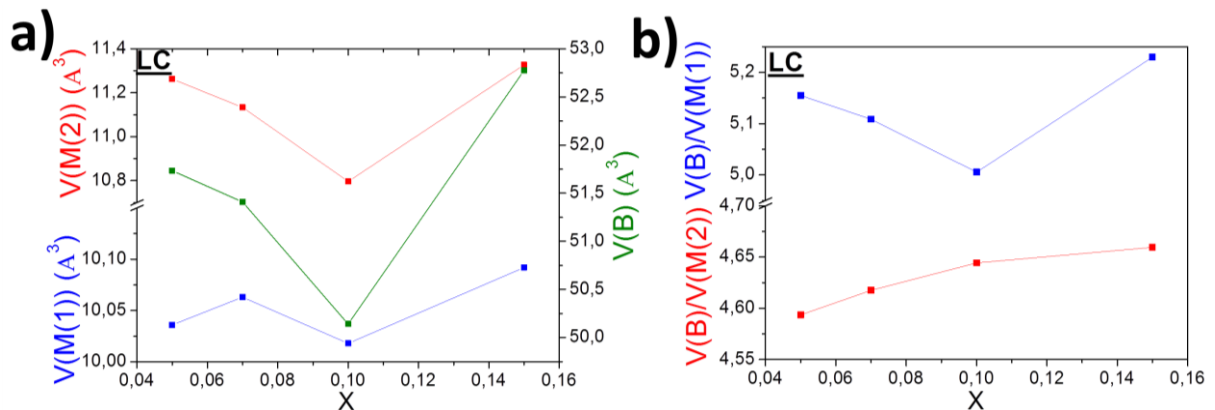 a)
LC
V(M(2)) (A³)
V(M(1)) (A³)
11,4
11,2
11,0
10,8
10,10
10,05
10,00
53,0
52,5
52,0
51,5
51,0
50,5
50,0
V(B) (A³)
0,04 0,06 0,08 0,10 0,12 0,14 0,16
X
b)
LC
V(B)/V(M(1))
V(B)/V(M(2))
5,2
5,1
5,0
4,70
4,65
4,60
4,55
0,04 0,06 0,08 0,10 0,12 0,14 0,16
X